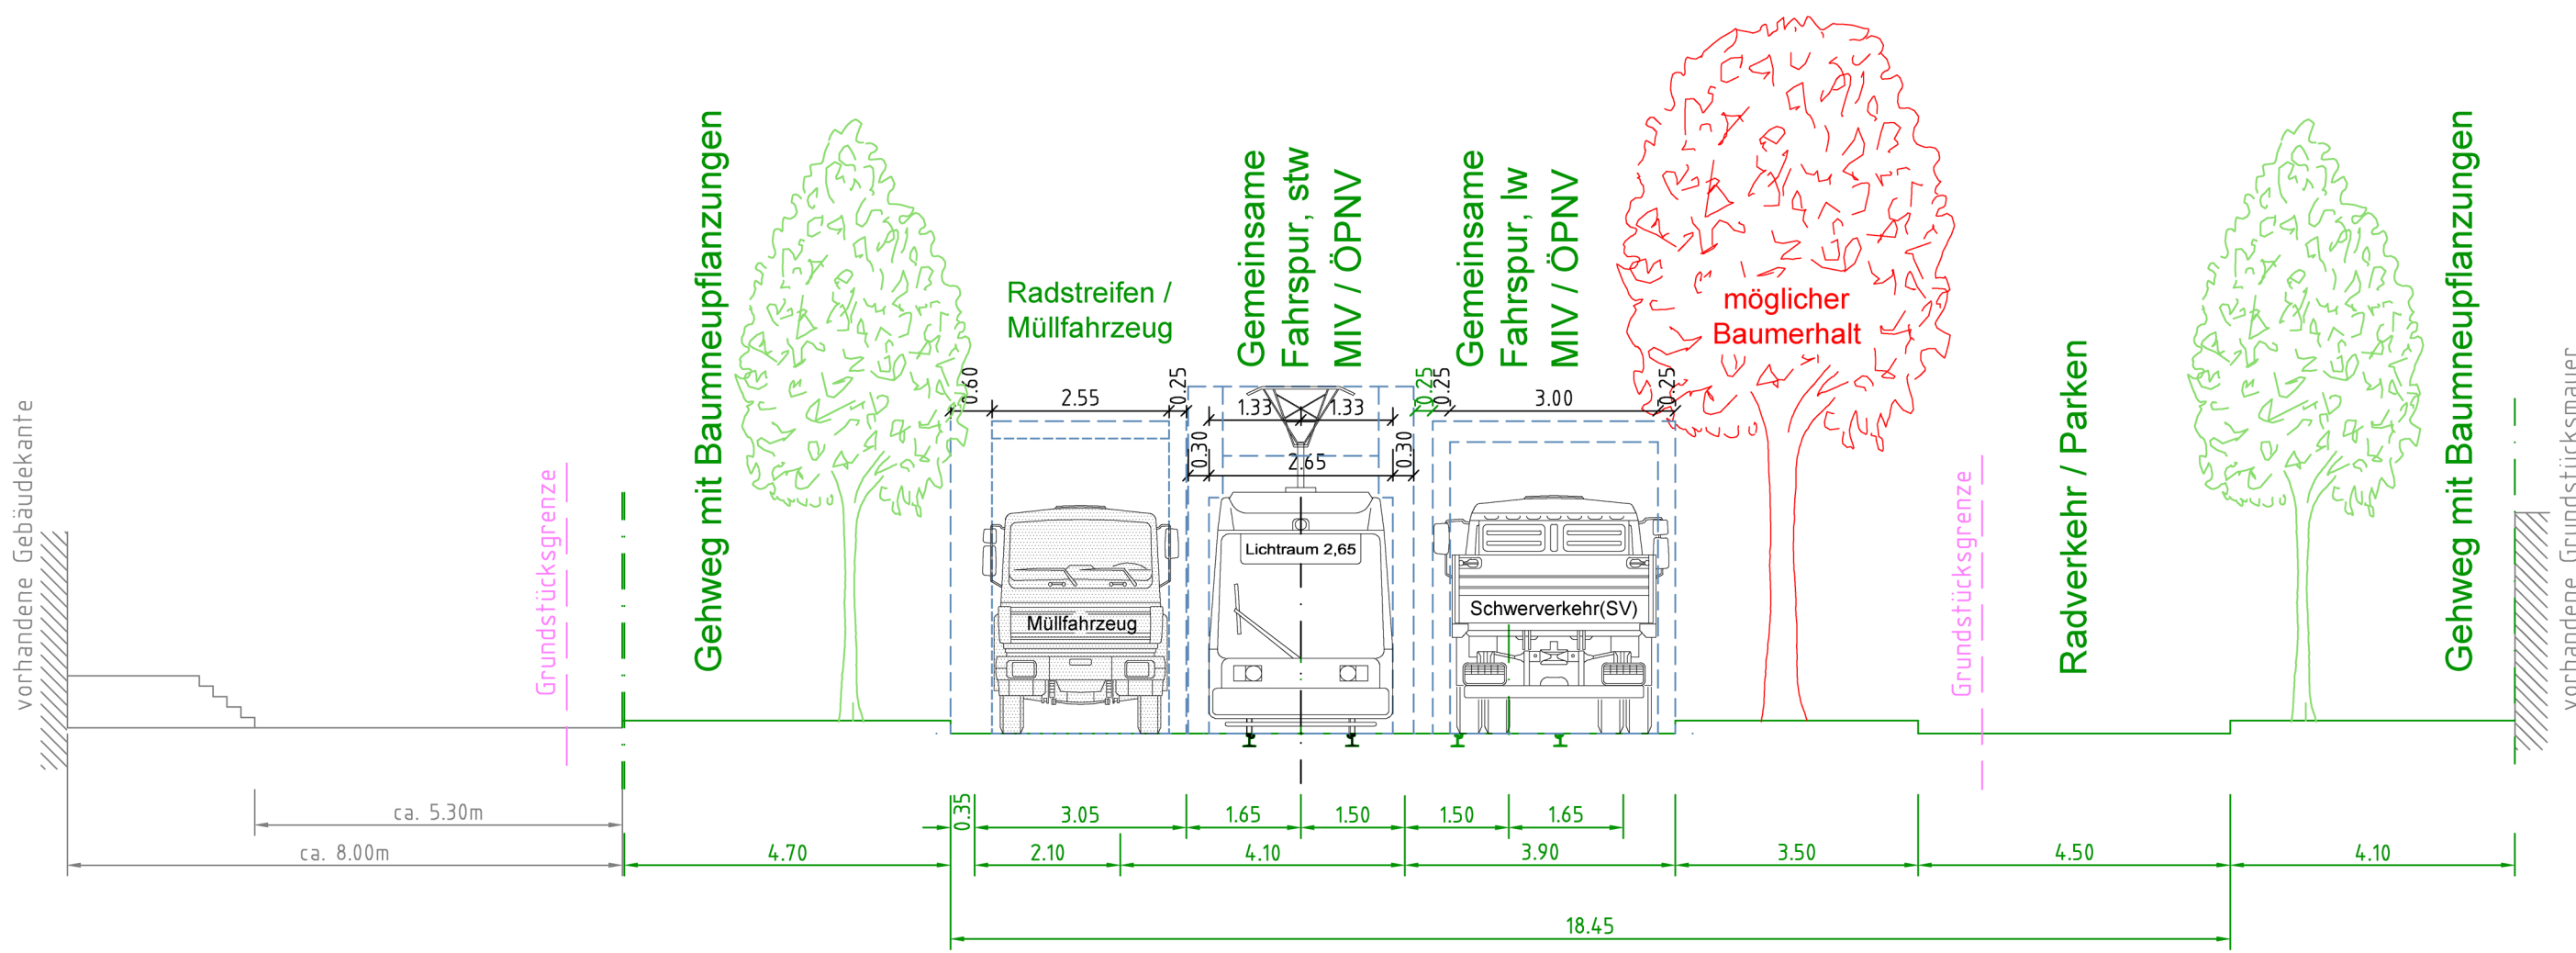 vorhandene Gebäudekante
Grundstücksgrenze
Gehweg mit Baumneupflanzungen
Radstreifen /
Müllfahrzeug
Gemeinsame
Fahrspur, stw
MIV / ÖPNV
Gemeinsame
Fahrspur, lw
MIV / ÖPNV
möglicher
Baumerhalt
Grundstücksgrenze
Radverkehr / Parken
Gehweg mit Baumneupflanzungen
vorhandene Grundstücksmauer
0.60
2.55
0.25
1.33
1.33
0.30
2.65
0.30
0.25
0.25
3.00
0.25
Müllfahrzeug
Lichtraum 2,65
Schwerverkehr(SV)
ca. 5.30m
0.35
3.05
1.65
1.50
1.50
1.65
ca. 8.00m
4.70
2.10
4.10
3.90
3.50
4.50
4.10
18.45